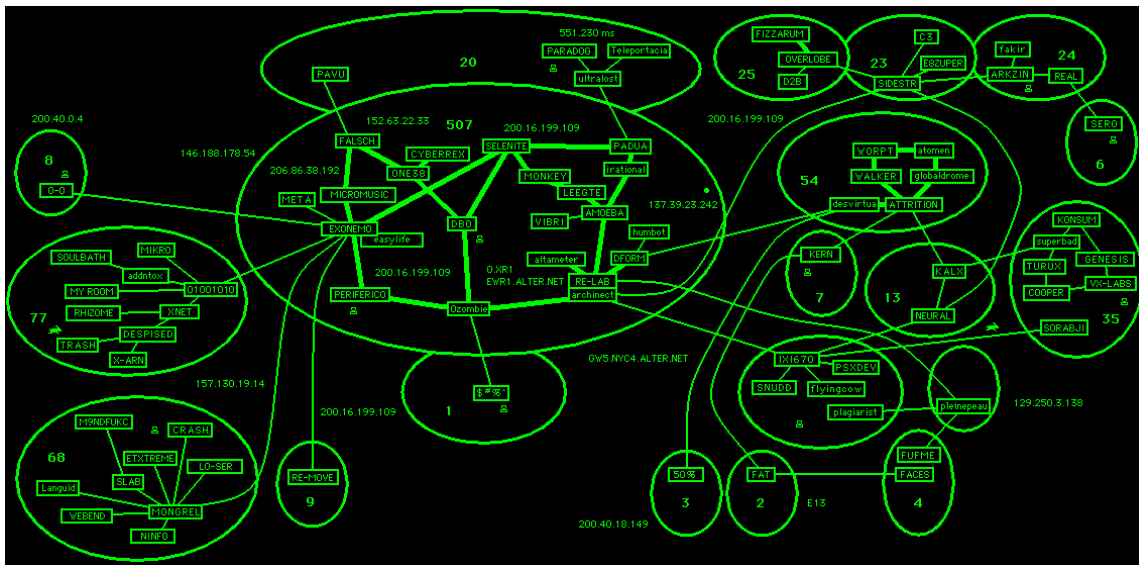 551.230 ms
PARADOG
Teleportacia
20
PAVU
ultralost
FIZZARUM
OVERLOBE
25
D2B
C3
23
E8ZUPER
SIDESTR
fakir
24
ARKZIN
REAL
200.40.0.4
8
O-O
152.63.22.33
507
200.16.199.109
146.188.178.54
FALSCH
CYBERREX
SELENITE
PADUA
206.86.38.192
ONE38
MONKEY
irational
LEEGTE
META
MICROMUSIC
VIBRI
AMOEBA
137.39.23.242
EXONEMO
easylife
DBO
humbot
altameter
DFORM
200.16.199.109
0.XR1
EWR1.ALTER.NET
RE-LAB
PERIFERICO
Ozombie
archinect
200.16.199.109
WORPT
atomen
WALKER
globaldrome
54
desvirtua
ATTRITION
SERO
6
KERN
7
KALX
13
NEURAL
KONSUM
superbad
TURUX
GENESIS
COOPER
VX-LABS
35
SORABJI
SOULBATH
MIKRO
addntox
MY ROOM
01001010
RHIZOME
XNET
77
DESPISED
TRASH
X-ARN
157.130.19.14
GW5.NYC4.ALTER.NET
$#%¨
1
200.16.199.109
IXI670
SNUDD
PSXDEV
flyingcow
plagiarist
pleinepeau
129.250.3.138
M9NDFUKC
CRASH
68
ETXTREME
LO-SER
SLAB
Languid
WEBEND
MONGREL
NINFO
RE-MOVE
9
50%
3
FAT
2
E13
FUFME
FACES
4
200.40.18.149